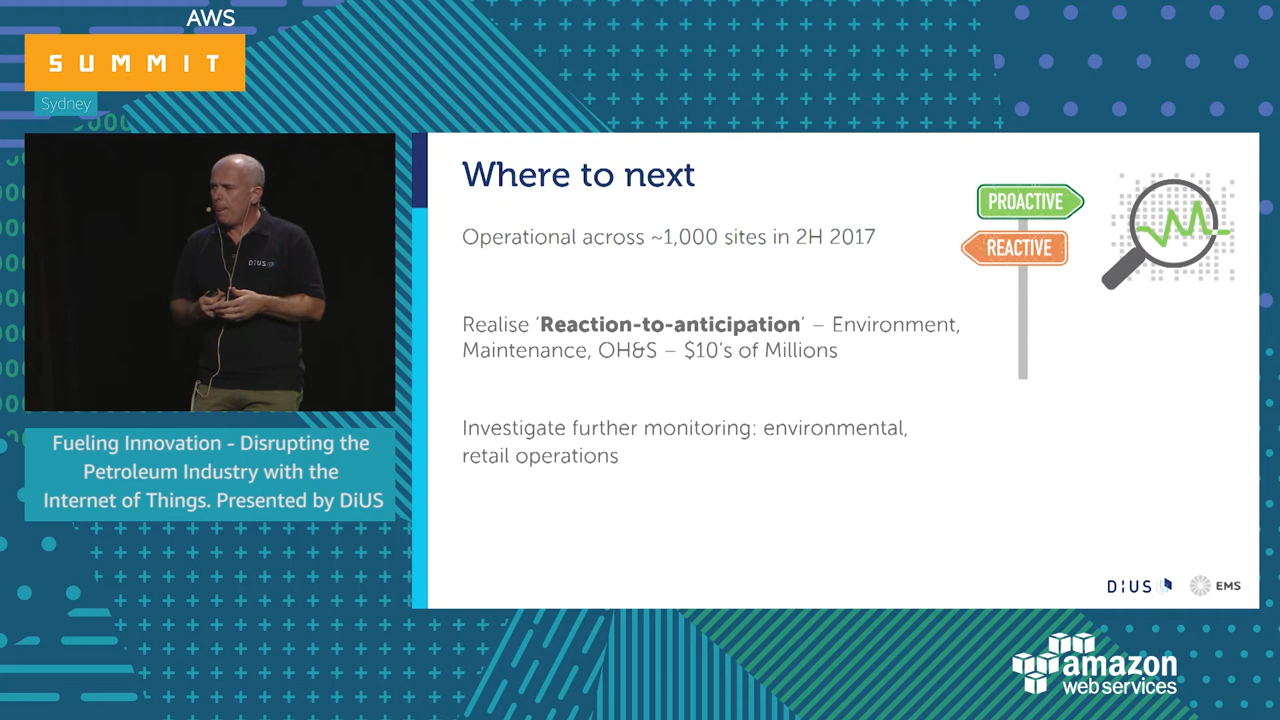 AWS
SUMMIT
Sydney
Fueling Innovation - Disrupting the
Petroleum Industry with the
Internet of Things. Presented by DiUS
DiUS
Where to next
Operational across ~1,000 sites in 2H 2017
PROACTIVE
REACTIVE
Realise ‘Reaction-to-anticipation’ – Environment,
Maintenance, OH&S – $10’s of Millions
Investigate further monitoring: environmental,
retail operations
DiUS
EMS
amazon
web services